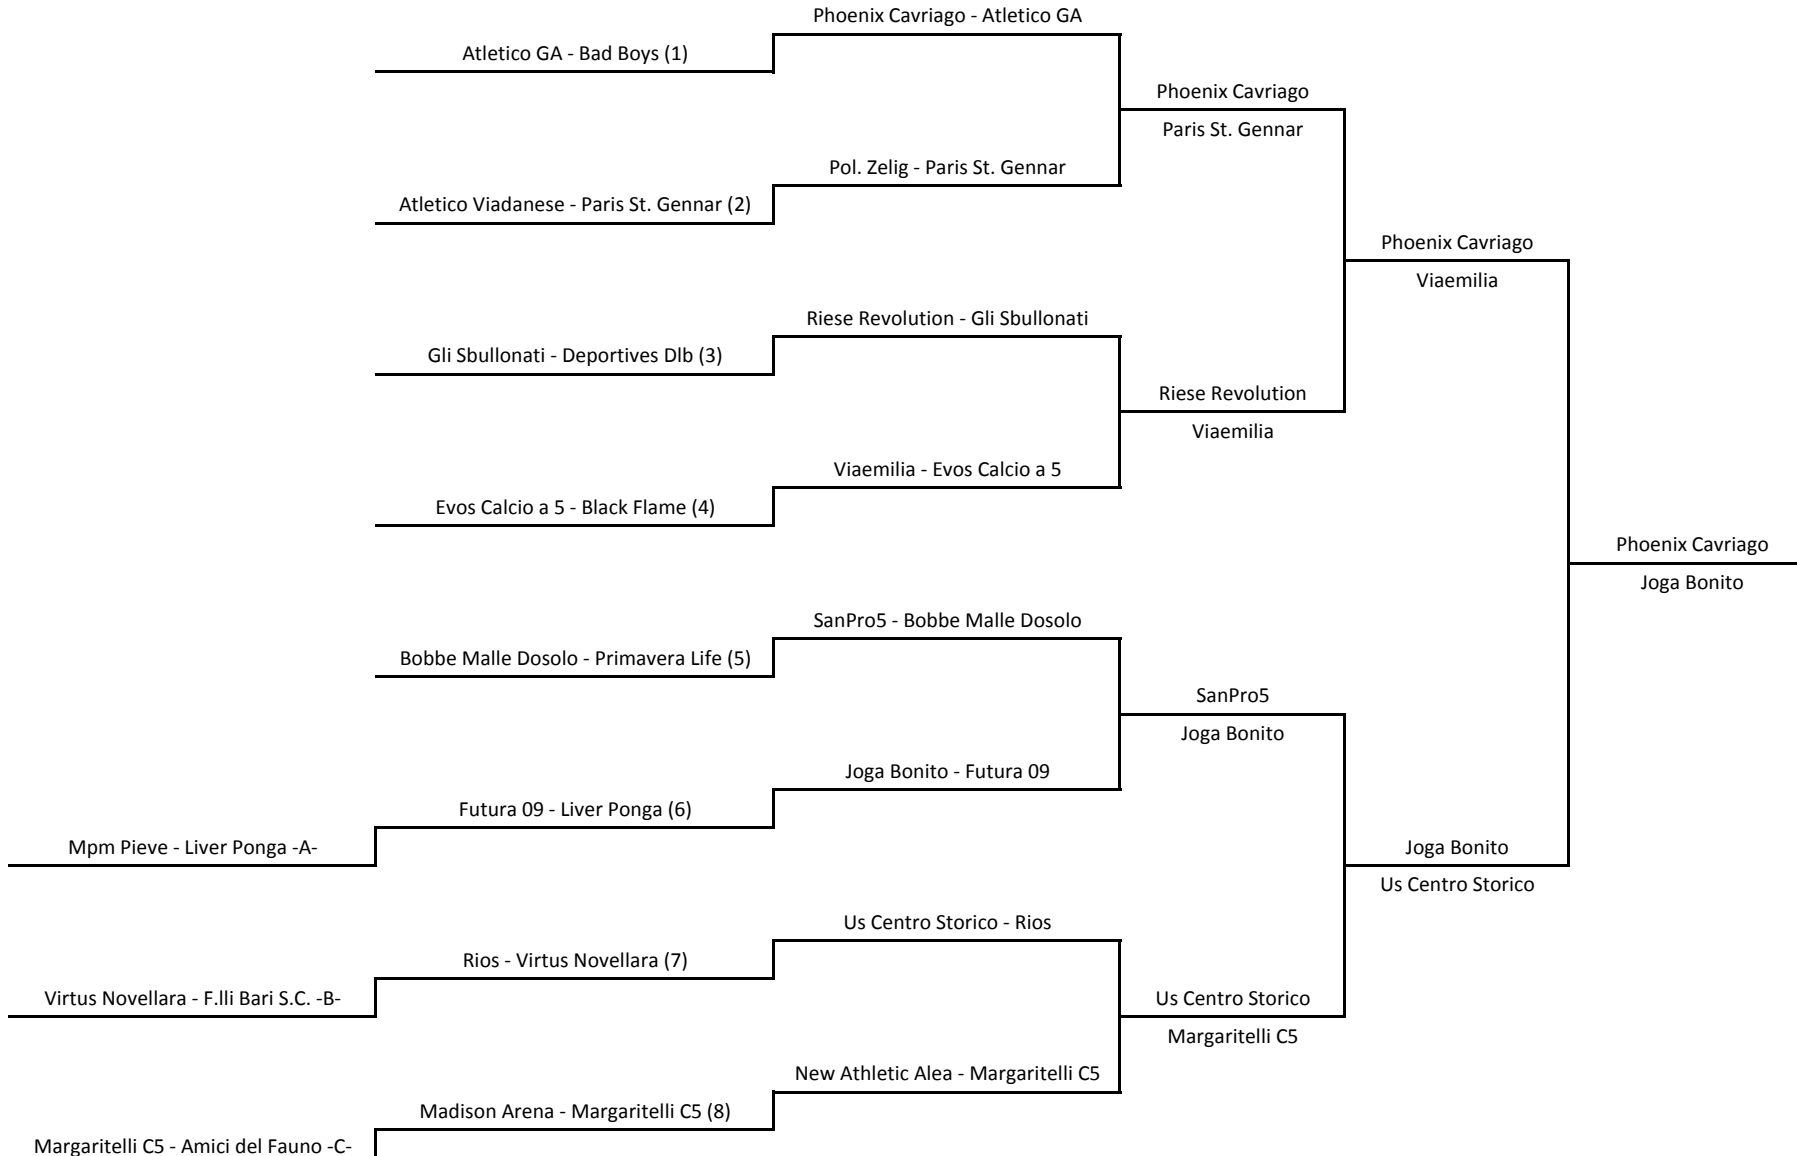 Phoenix Cavriago - Atletico GA
Atletico GA - Bad Boys (1)
Phoenix Cavriago
Paris St. Gennar
Pol. Zelig - Paris St. Gennar
Atletico Viadanese - Paris St. Gennar (2)
Phoenix Cavriago
Viaemilia
Riese Revolution - Gli Sbullonati
Gli Sbullonati - Deportives Dlb (3)
Riese Revolution
Viaemilia
Viaemilia - Evos Calcio a 5
Evos Calcio a 5 - Black Flame (4)
Phoenix Cavriago
Joga Bonito
SanPro5 - Bobbe Malle Dosolo
Bobbe Malle Dosolo - Primavera Life (5)
SanPro5
Joga Bonito
Joga Bonito - Futura 09
Futura 09 - Liver Ponga (6)
Mpm Pieve - Liver Ponga -A-
Joga Bonito
Us Centro Storico
Us Centro Storico - Rios
Rios - Virtus Novellara (7)
Virtus Novellara - F.lli Bari S.C. -B-
Us Centro Storico
Margaritelli C5
New Athletic Alea - Margaritelli C5
Madison Arena - Margaritelli C5 (8)
Margaritelli C5 - Amici del Fauno -C-